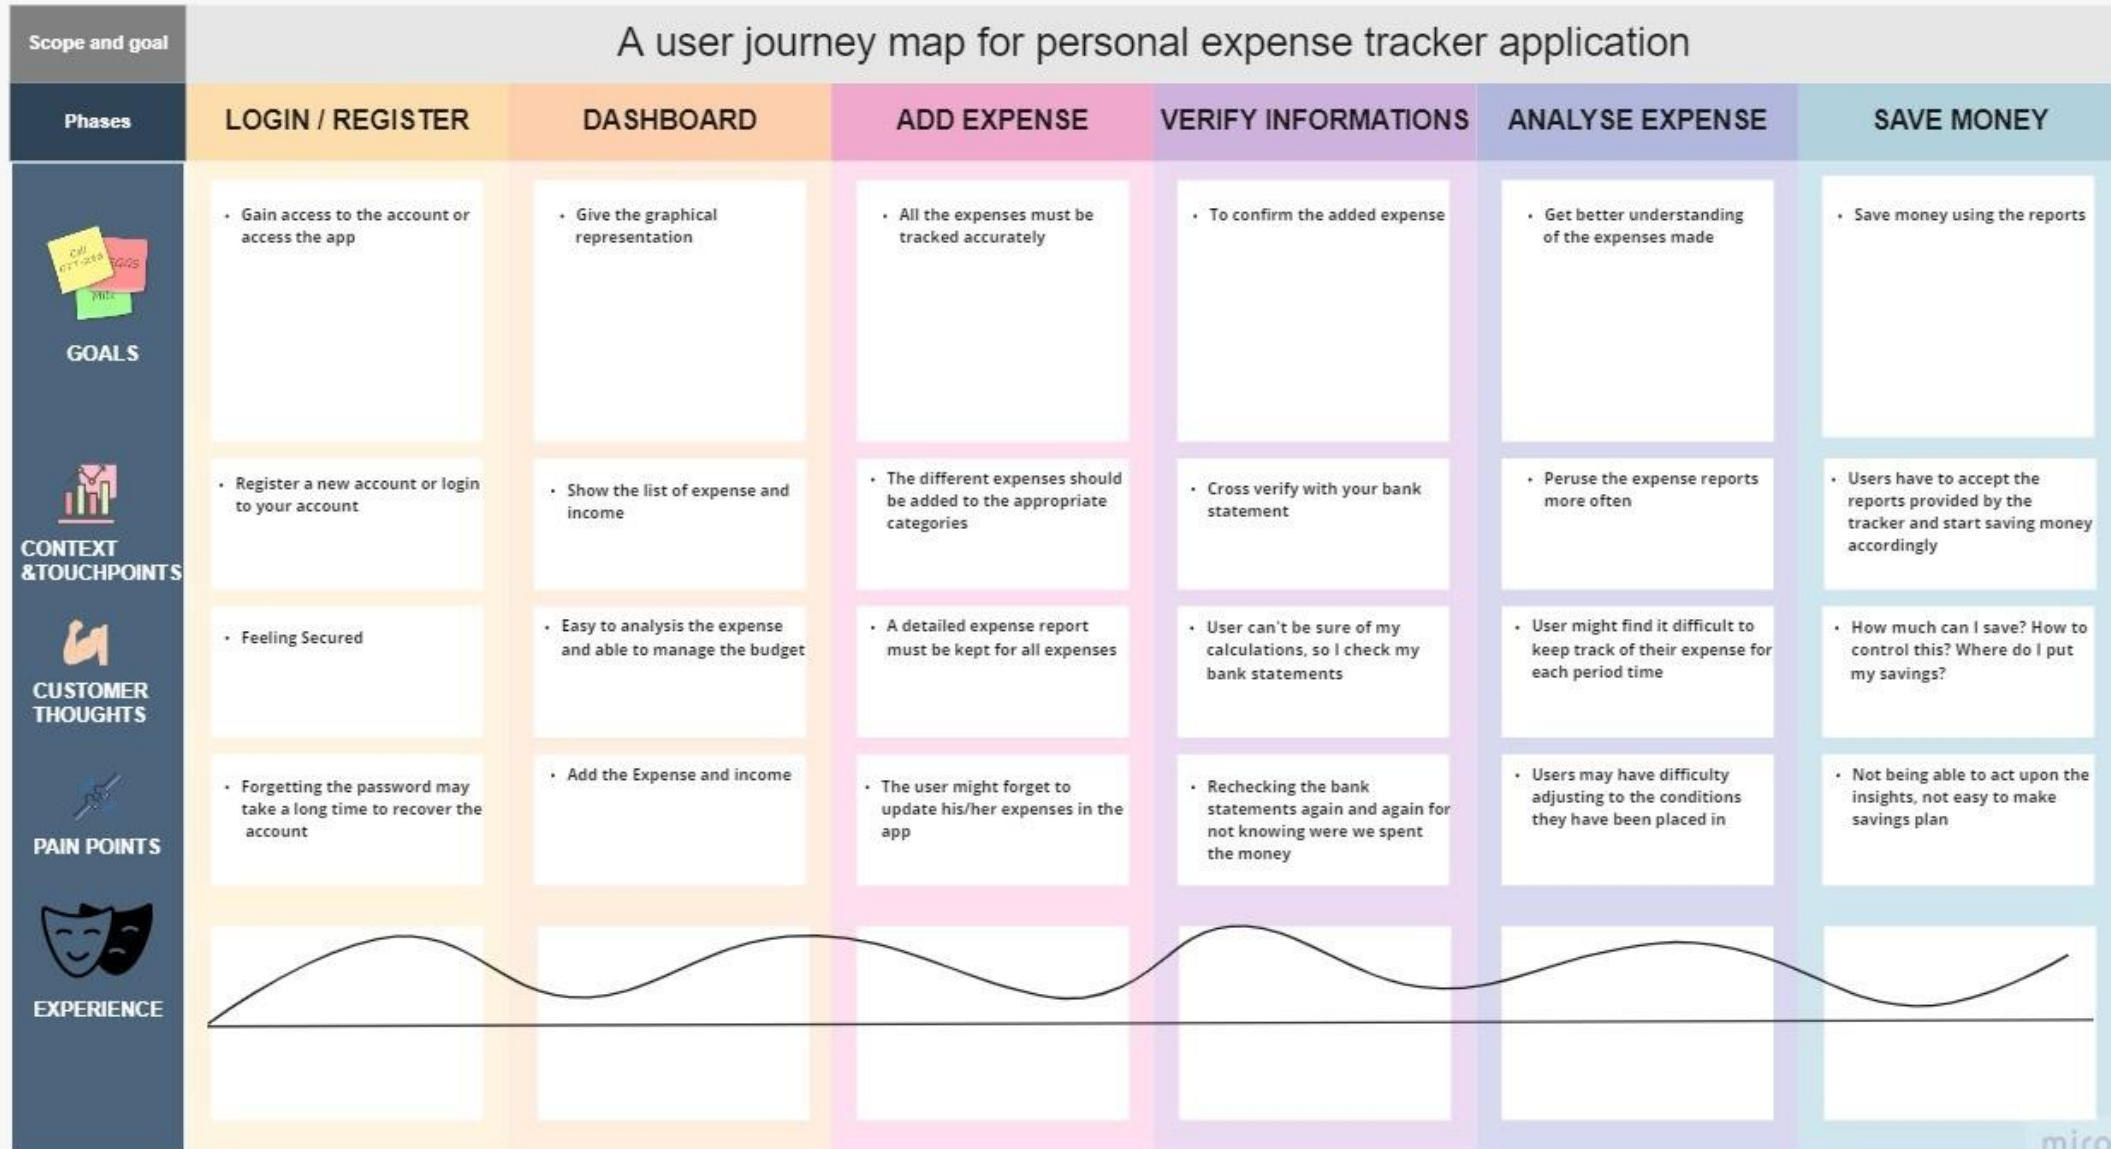 Scope and goal
A user journey map for personal expense tracker application
Phases
LOGIN / REGISTER
DASHBOARD
ADD EXPENSE
VERIFY INFORMATIONS
ANALYSE EXPENSE
SAVE MONEY
GOALS
• Gain access to the account or
access the app
• Give the graphical
representation
• All the expenses must be
tracked accurately
• To confirm the added expense
• Get better understanding
of the expenses made
• Save money using the reports
CONTEXT
&TOUCHPOINTS
• Register a new account or login
to your account
• Show the list of expense and
income
• The different expenses should
be added to the appropriate
categories
• Cross verify with your bank
statement
• Peruse the expense reports
more often
• Users have to accept the
reports provided by the
tracker and start saving money
accordingly
CUSTOMER
THOUGHTS
• Feeling Secured
• Easy to analysis the expense
and able to manage the budget
• A detailed expense report
must be kept for all expenses
• User can't be sure of my
calculations, so I check my
bank statements
• User might find it difficult to
keep track of their expense for
each period time
• How much can I save? How to
control this? Where do I put
my savings?
PAIN POINTS
• Forgetting the password may
take a long time to recover the
account
• Add the Expense and income
• The user might forget to
update his/her expenses in the
app
• Rechecking the bank
statements again and again for
not knowing were we spent
the money
• Users may have difficulty
adjusting to the conditions
they have been placed in
• Not being able to act upon the
insights, not easy to make
savings plan
EXPERIENCE
miro